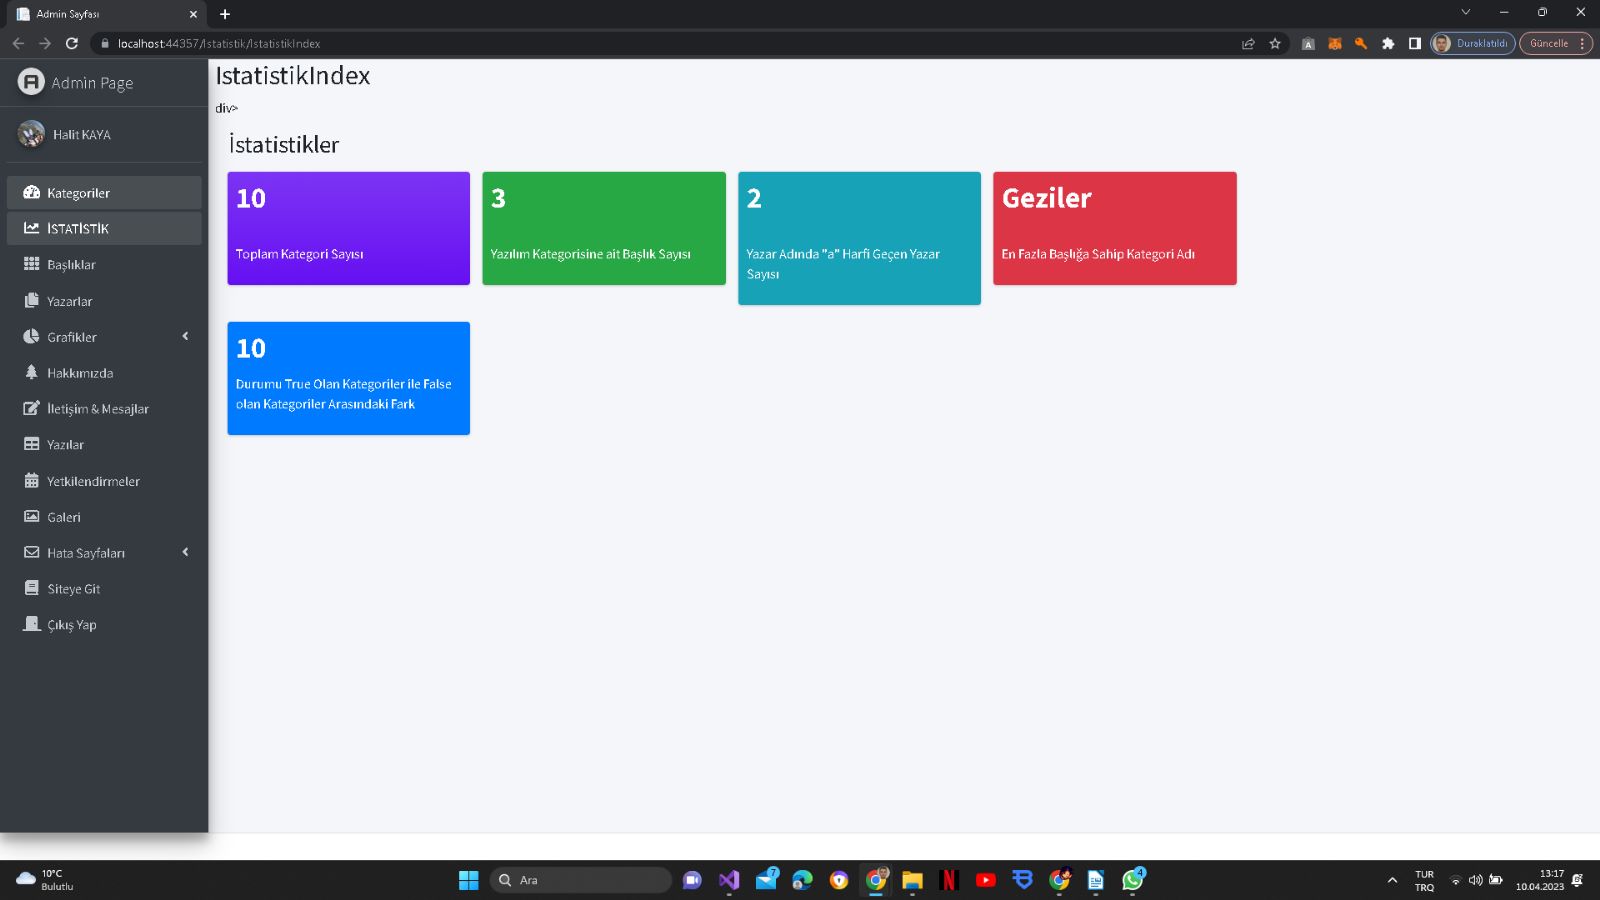 Admin Sayfası
localhost:44357/Istatistik/IstatistikIndex
Duraklatıldı
Güncelle
Admin Page
Halit KAYA
Kategoriler
İSTATİSTİK
Başlıklar
Yazarlar
Grafikler
Hakkımızda
İletişim & Mesajlar
Yazılar
Yetkilendirmeler
Galeri
Hata Sayfaları
Siteye Git
Çıkış Yap
IstatistikIndex
div>
İstatistikler
10
Toplam Kategori Sayısı
3
Yazılım Kategorisine ait Başlık Sayısı
2
Yazar Adında "a" Harfi Geçen Yazar
Sayısı
Geziler
En Fazla Başlığa Sahip Kategori Adı
10
Durumu True Olan Kategoriler ile False
olan Kategoriler Arasındaki Fark
10°C
Bulutlu
Ara
7
4
TUR
TRQ
13:17
10.04.2023